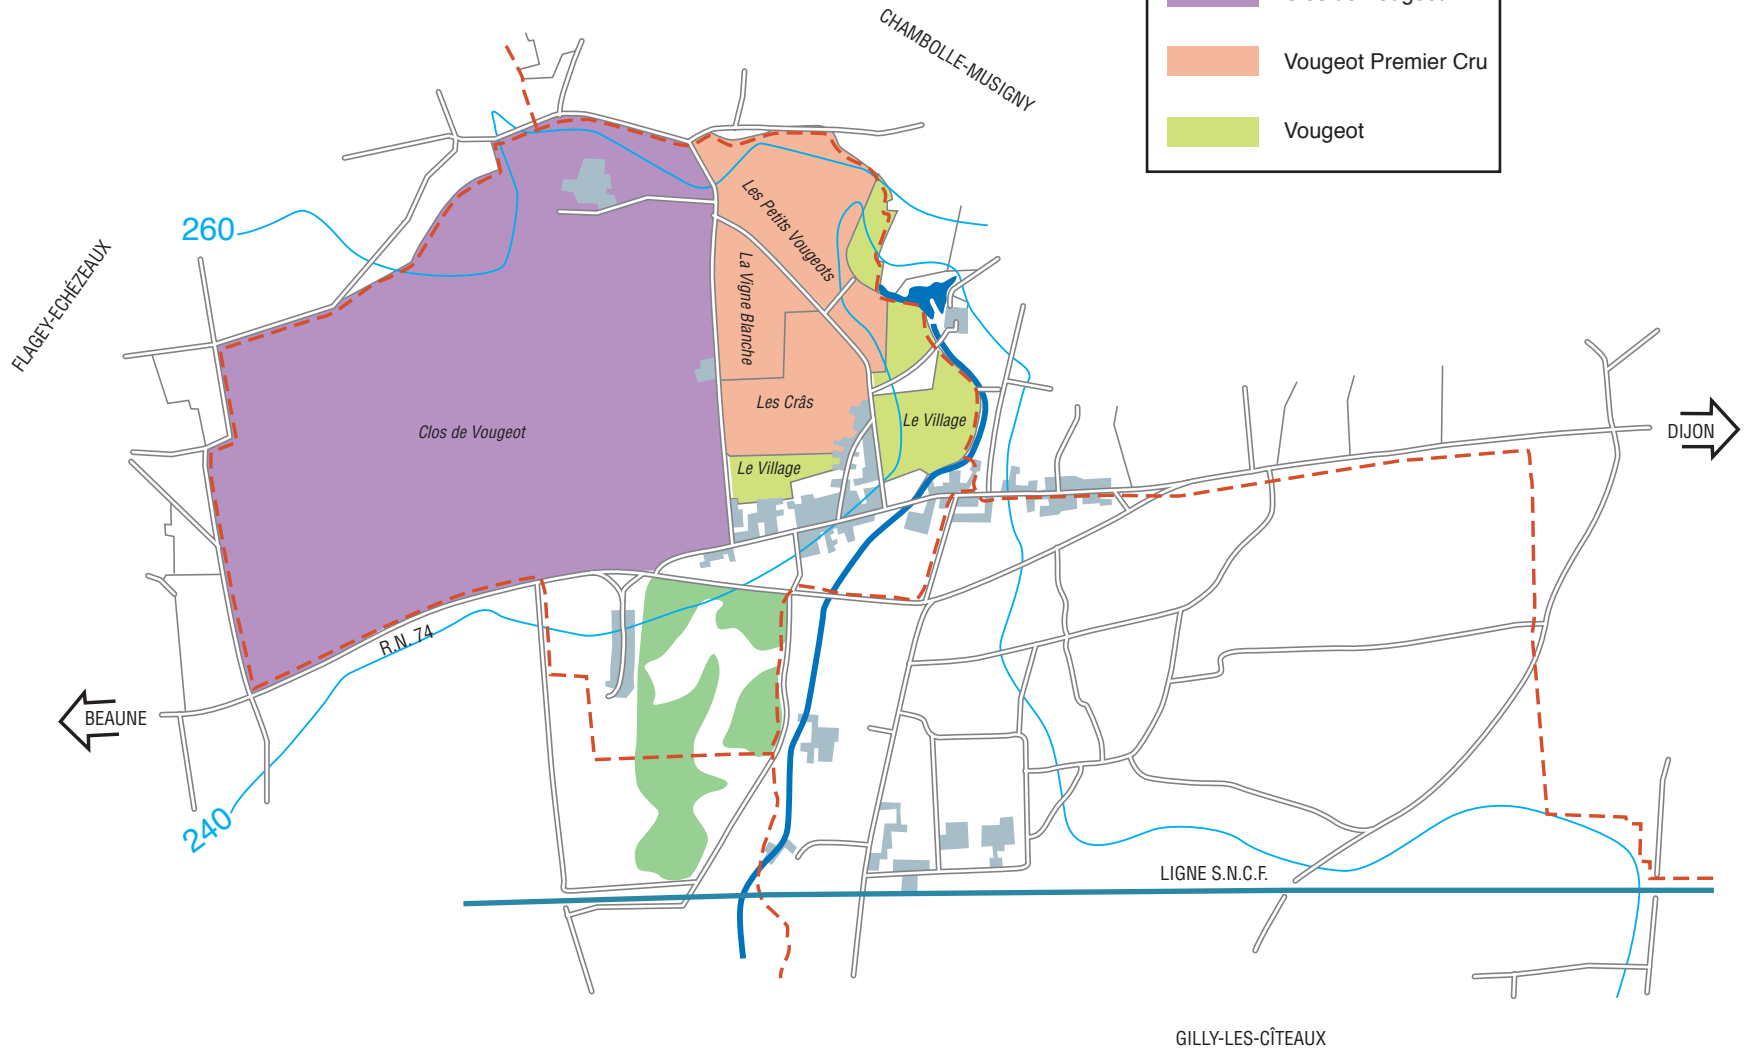 CHAMBOLLE-MUSIGNY
Vougeot Premier Cru
Vougeot
260
FLAGEY-ECHÉZEAUX
Les Petits Vougeots
La Vigne Blanche
Les Crâs
Clos de Vougeot
Le Village
Le Village
DIJON
R.N. 74
BEAUNE
240
LIGNE S.N.C.F.
GILLY-LES-CÎTEAUX